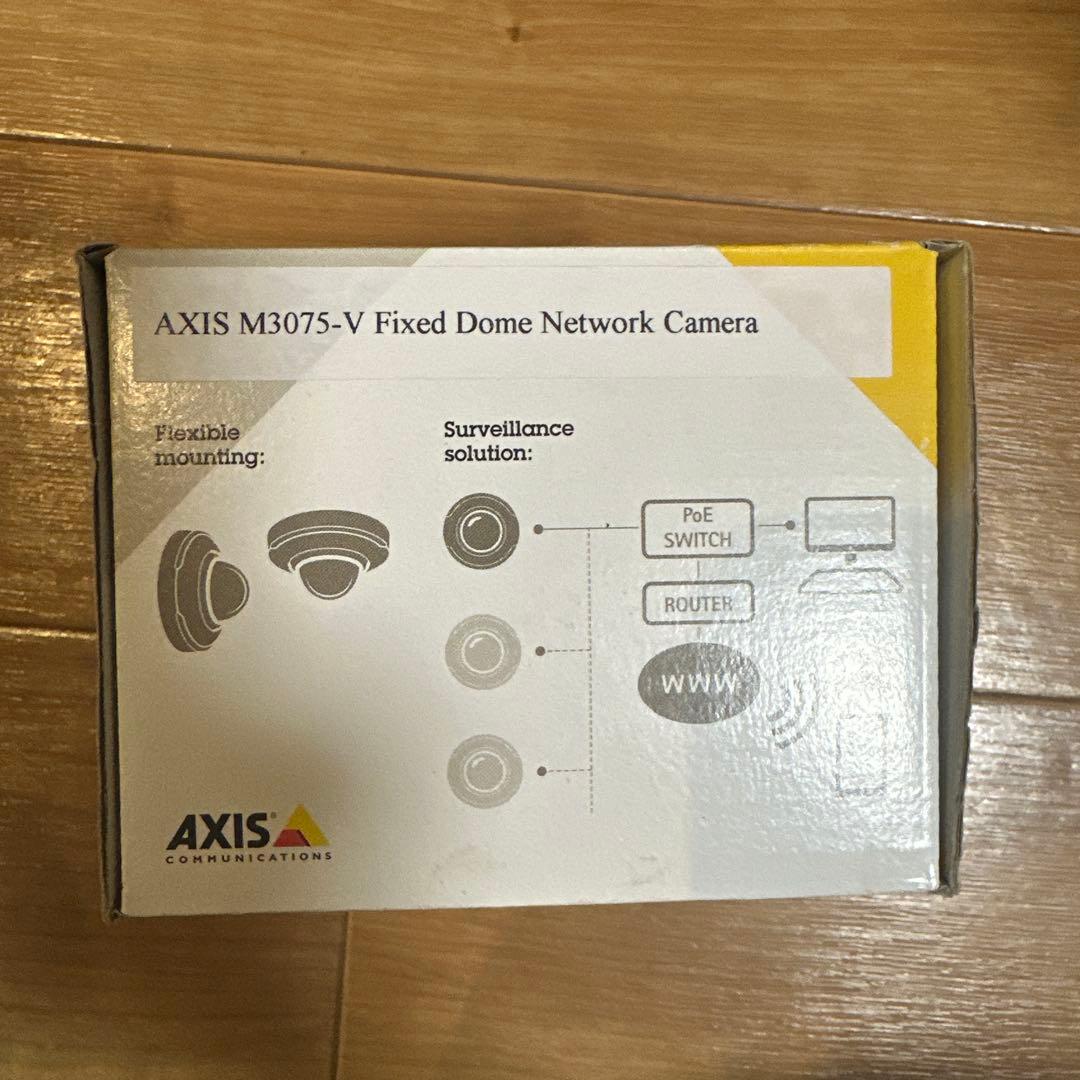 AXIS M3075-V Fixed Dome Network Camera
Flexible
mounting:
Surveillance
solution:
PoE
SWITCH
ROUTER
WWW
AXIS
COMMUNICATIONS